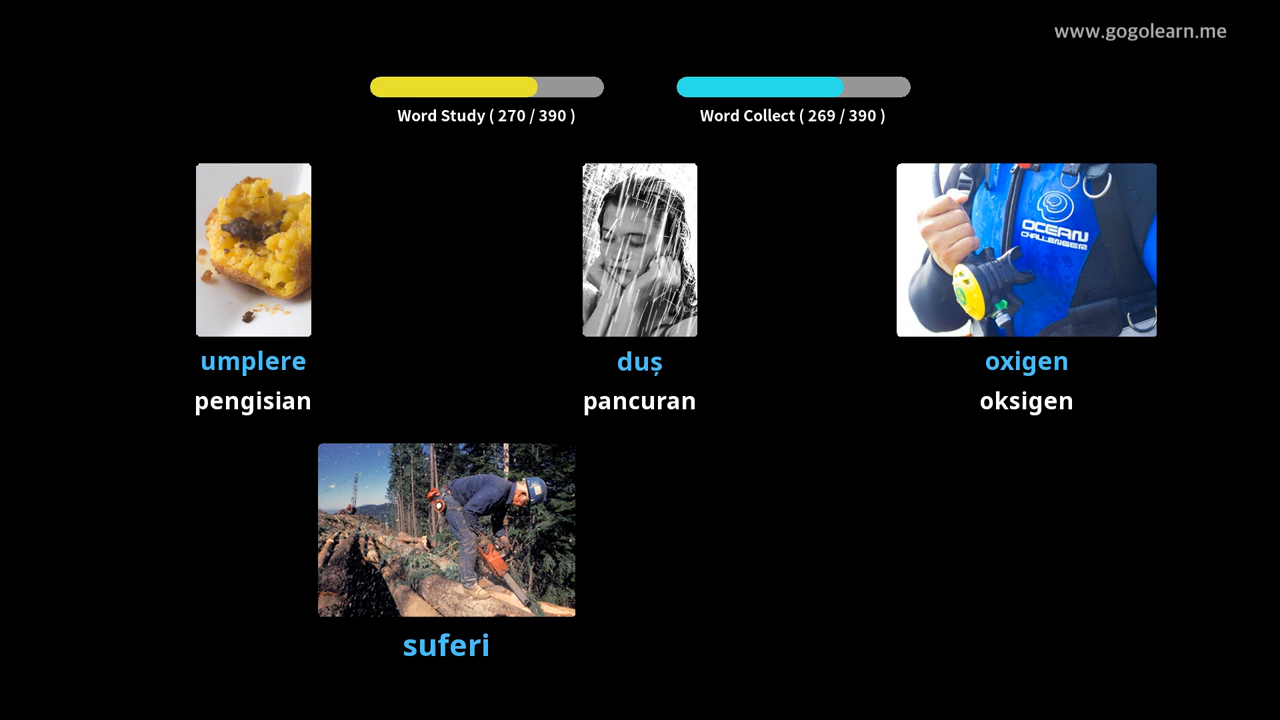 www.gogolearn.me
Word Study ( 270 / 390 )
Word Collect ( 269 / 390 )
OCEAN
CHALLENGER
umplere
duș
oxigen
pengisian
pancuran
oksigen
suferi